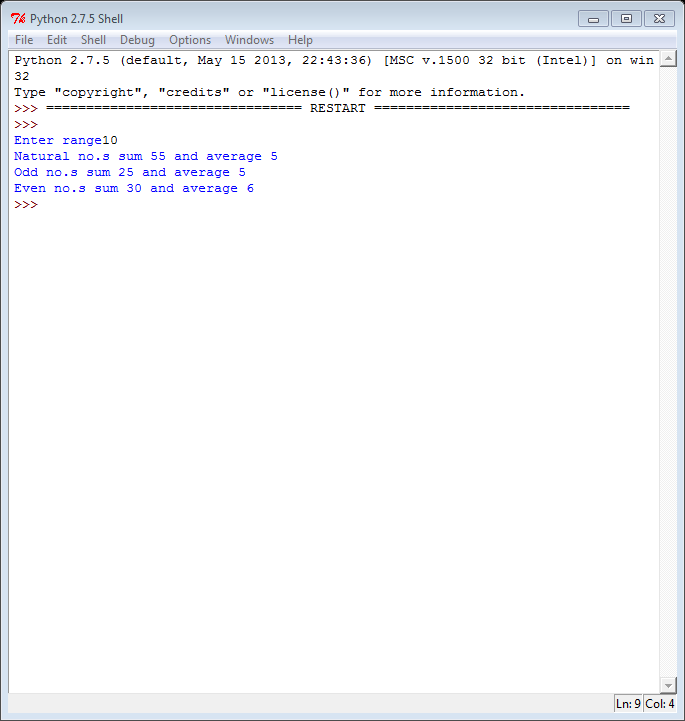 Python 2.7.5 Shell
File Edit Shell Debug Options Windows Help
Python 2.7.5 (default, May 15 2013, 22:43:36) [MSC v.1500 32 bit (Intel)] on win
32
Type "copyright", "credits" or "license()" for more information.
>>> ================================ RESTART ================================
>>>
Enter range10
Natural no.s sum 55 and average 5
Odd no.s sum 25 and average 5
Even no.s sum 30 and average 6
>>>
Ln: 9 Col: 4